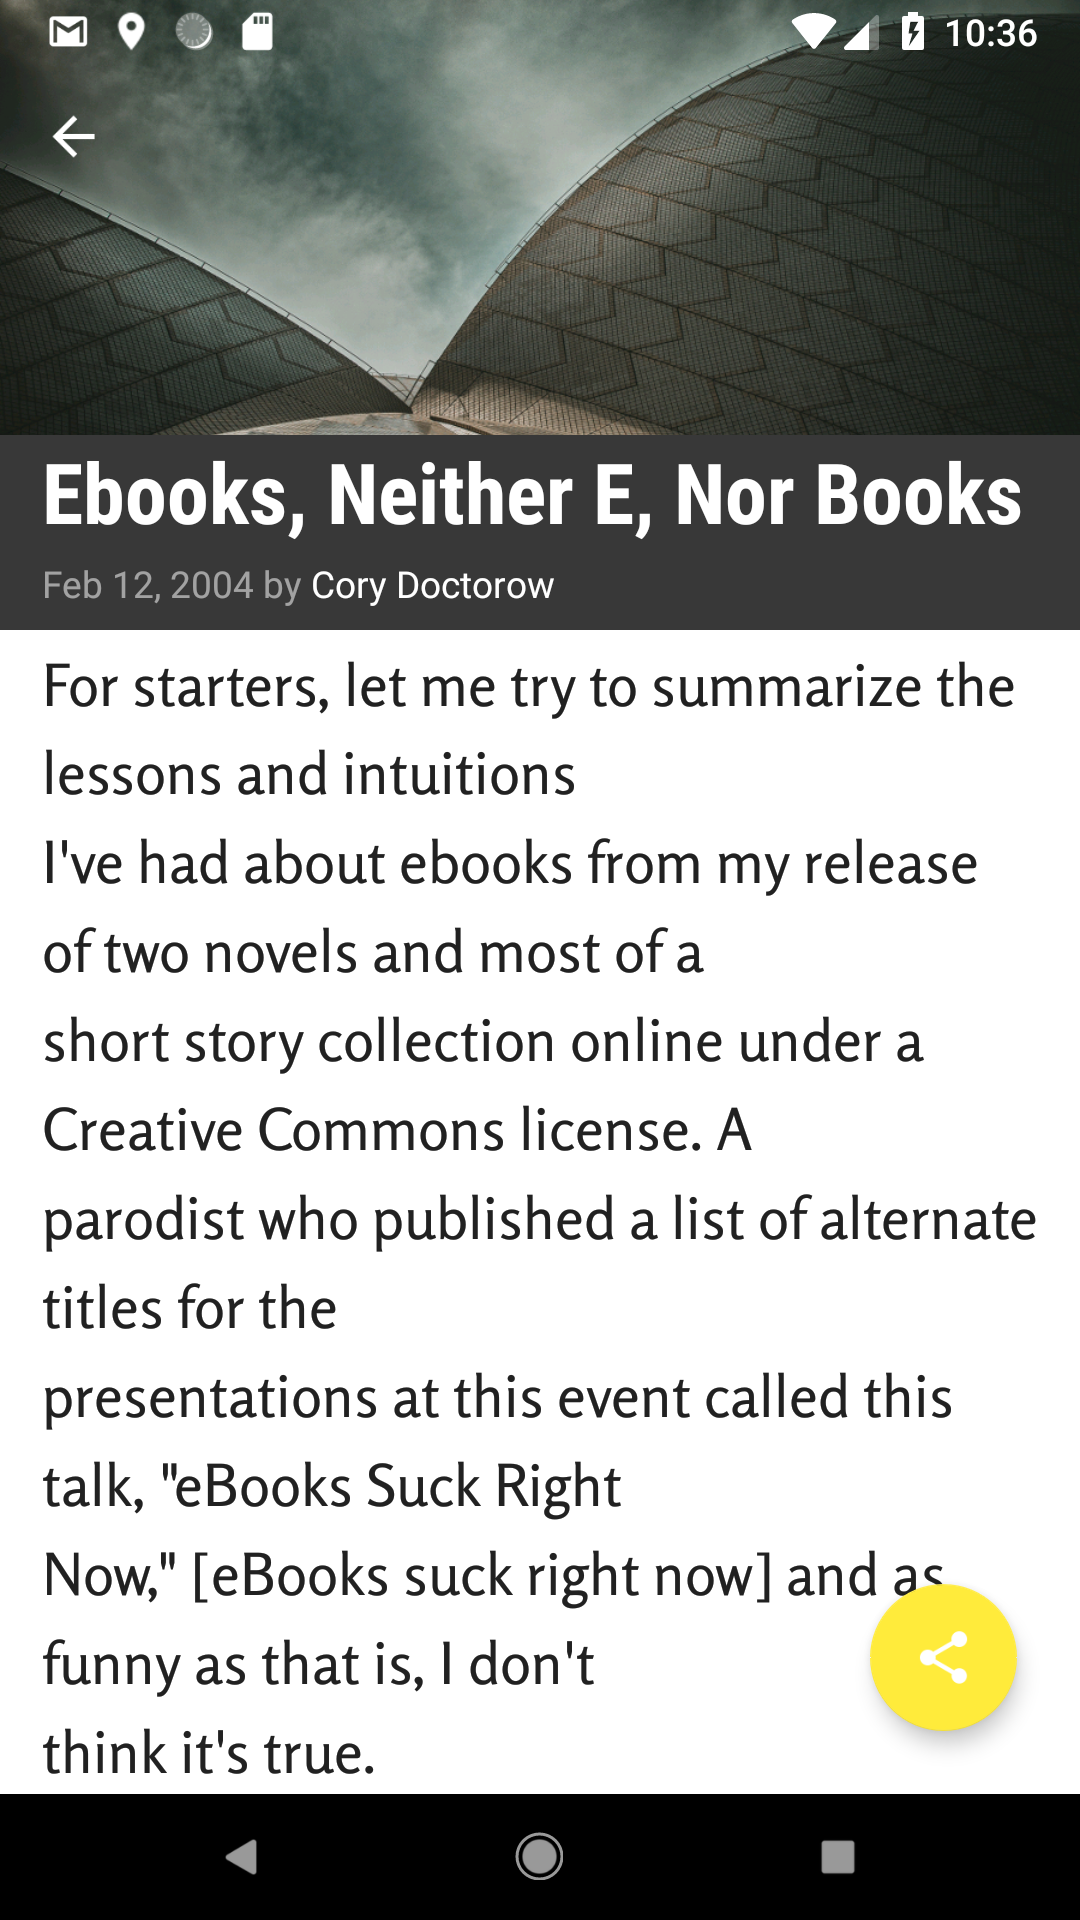 10:36
Ebooks, Neither E, Nor Books
Feb 12, 2004 by Cory Doctorow
For starters, let me try to summarize the
lessons and intuitions
I've had about ebooks from my release
of two novels and most of a
short story collection online under a
Creative Commons license. A
parodist who published a list of alternate
titles for the
presentations at this event called this
talk, "eBooks Suck Right
Now," [eBooks suck right now] and as
funny as that is, I don't
think it's true.